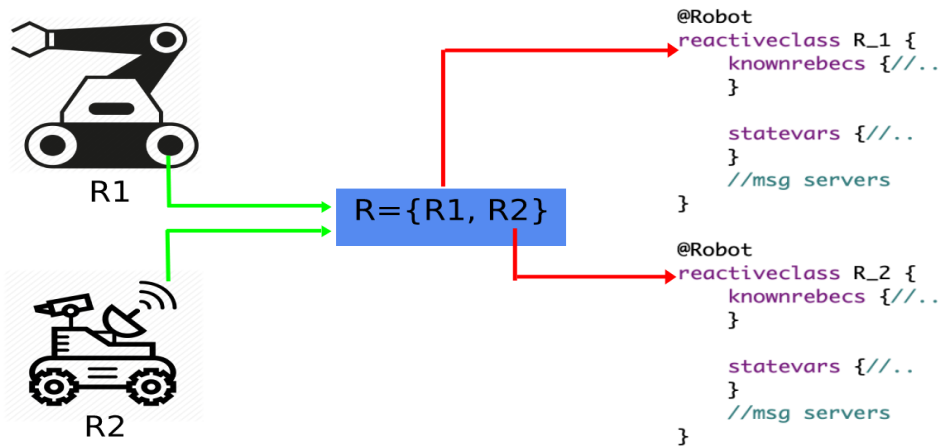 R1
R2
R={R1, R2}
@Robot
reactiveclass R_1 {
knownrebecs {//..
}
statevars {//..
}
//msg servers
}
@Robot
reactiveclass R_2 {
knownrebecs {//..
}
statevars {//..
}
//msg servers
}